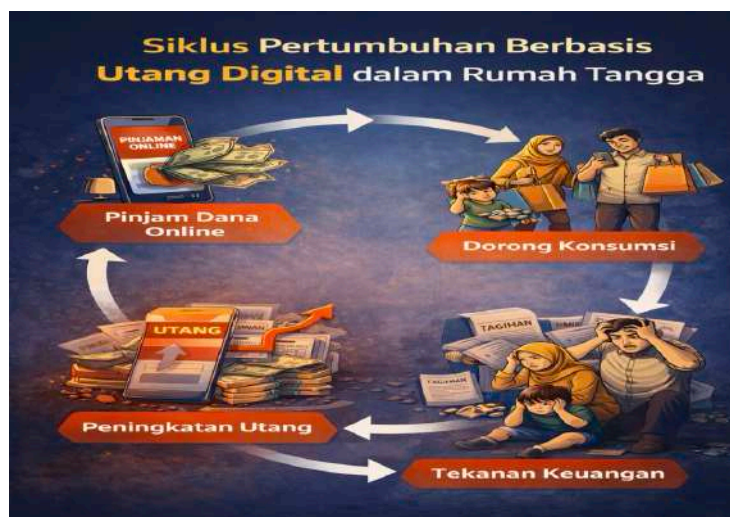 Siklus Pertumbuhan Berbasis
Utang Digital dalam Rumah Tangga
PINJAMAN
ONLINE
Pinjam Dana
Online
Dorong Konsumsi
TAGIHAN
TAGIHAN
UTANG
Peningkatan Utang
Tekanan Keuangan